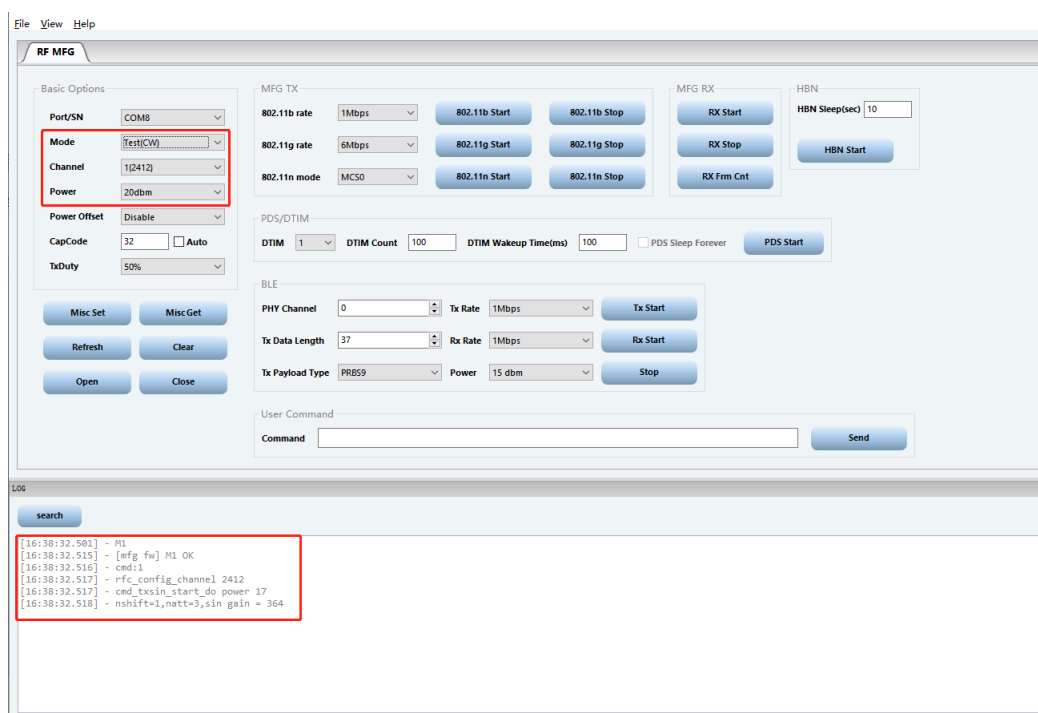 File View Help
RF MFG
Basic Options
Port/SN COM8
Mode Test(CW)
Channel 1(2412)
Power 20dbm
Power Offset Disable
CapCode 32 Auto
TxDuty 50%
Misc Set Misc Get
Refresh Clear
Open Close
MFG TX
802.11b rate 1Mbps 802.11b Start 802.11b Stop
802.11g rate 6Mbps 802.11g Start 802.11g Stop
802.11n mode MCS0 802.11n Start 802.11n Stop
MFG RX
RX Start
RX Stop
RX Frm Cnt
HBN
HBN Sleep(sec) 10
HBN Start
PDS/DTIM
DTIM 1 DTIM Count 100 DTIM Wakeup Time(ms) 100 PDS Sleep Forever PDS Start
BLE
PHY Channel 0 Tx Rate 1Mbps Tx Start
Tx Data Length 37 Rx Rate 1Mbps Rx Start
Tx Payload Type PRBS9 Power 15 dbm Stop
User Command
Command Send
LOG
search
[16:38:32.501] - M1
[16:38:32.515] - [mfg fw] M1 OK
[16:38:32.516] - cmd:1
[16:38:32.517] - rfc_config_channel 2412
[16:38:32.517] - cmd_txsin_start_do power 17
[16:38:32.518] - nshift=1,natt=3,sin gain = 364